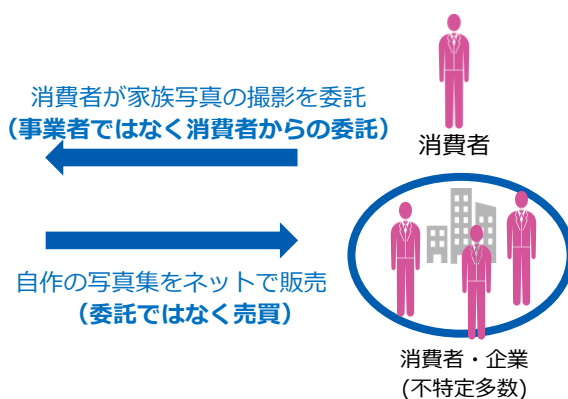 消費者が家族写真の撮影を委託
（事業者ではなく消費者からの委託）
消費者
自作の写真集をネットで販売
（委託ではなく売買）
消費者・企業
(不特定多数)